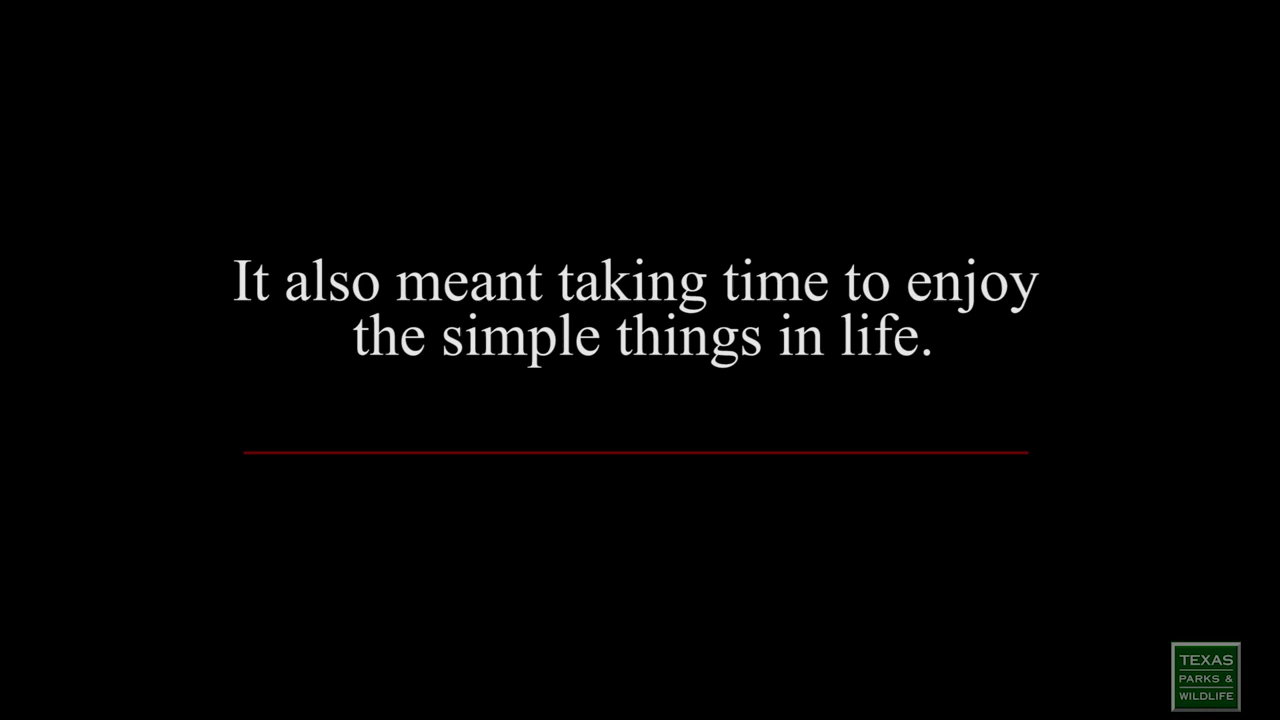 It also meant taking time to enjoy
the simple things in life.
TEXAS
PARKS &
WILDLIFE